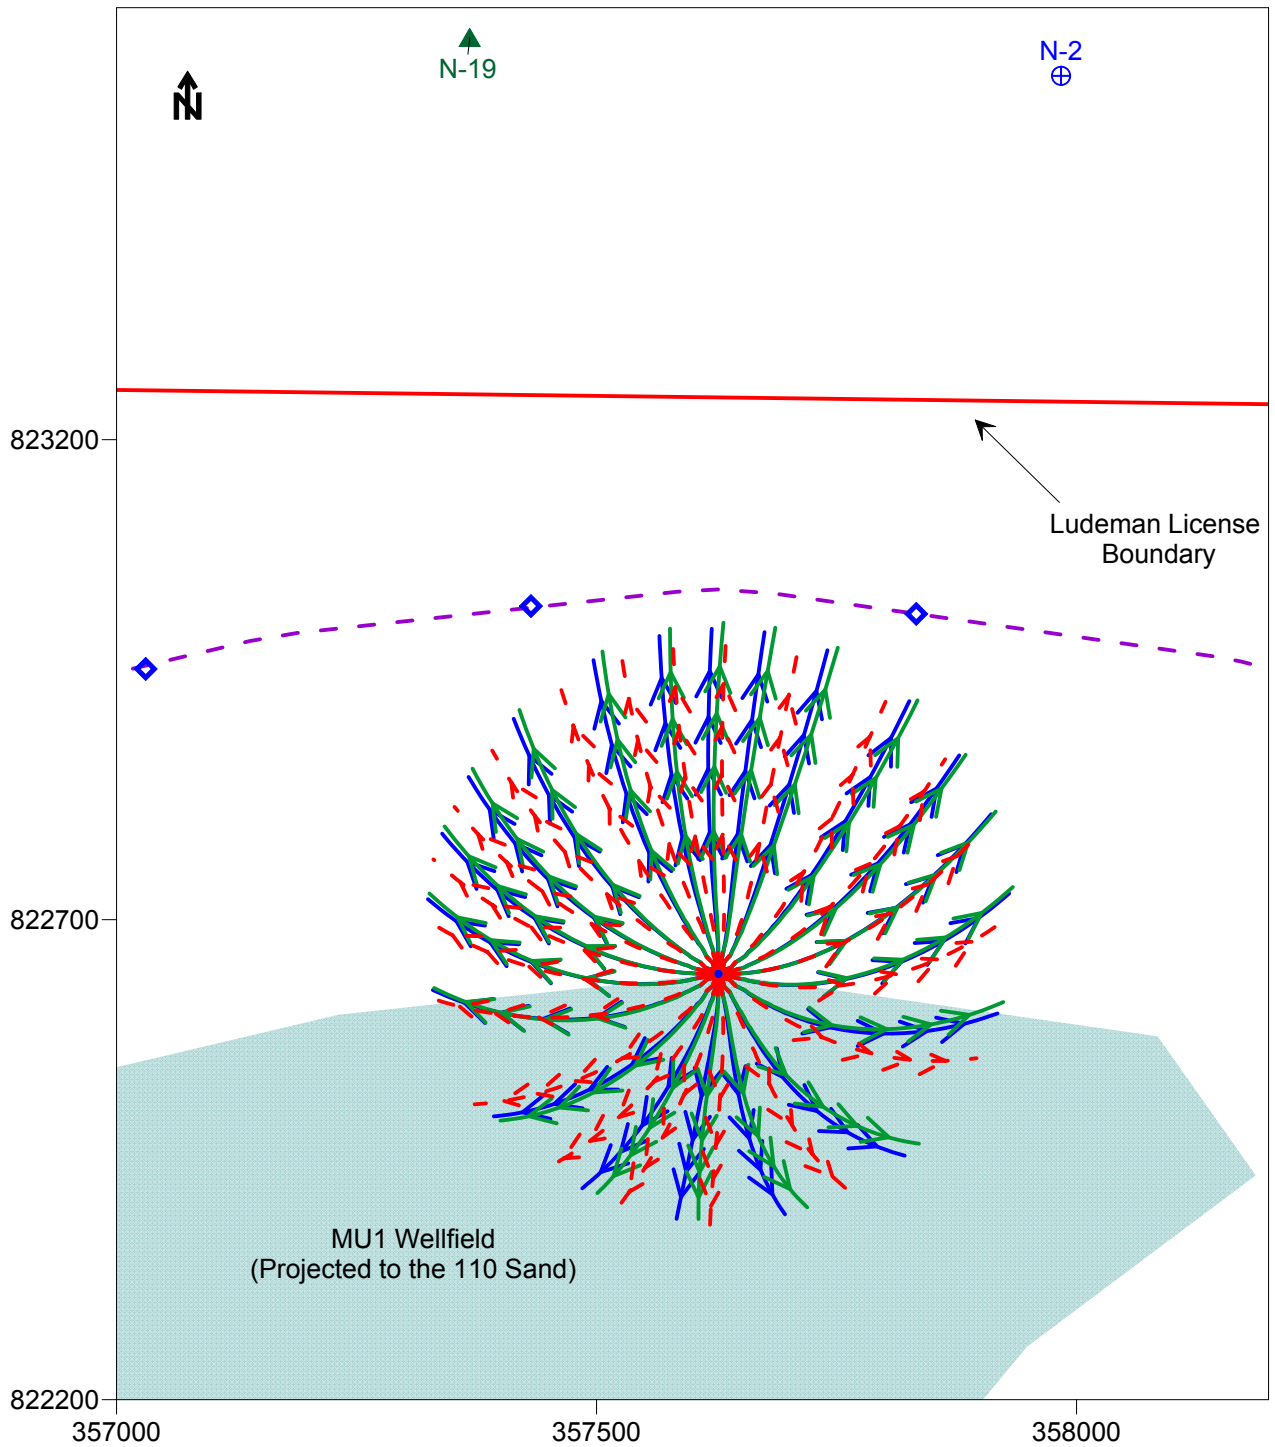 N-19
N-2
N
823200
Ludeman License
Boundary
822700
MU1 Wellfield
(Projected to the 110 Sand)
822200
357000
357500
358000